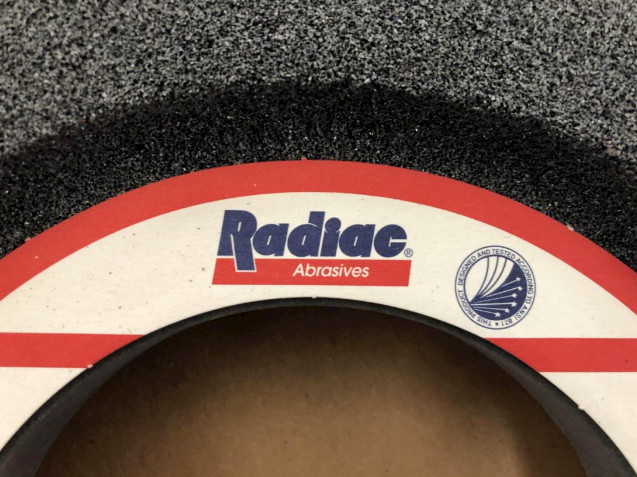 Radiac®
Abrasives
THIS PRODUCT DESIGNED AND TESTED ACCORDING TO ANSI B7.1